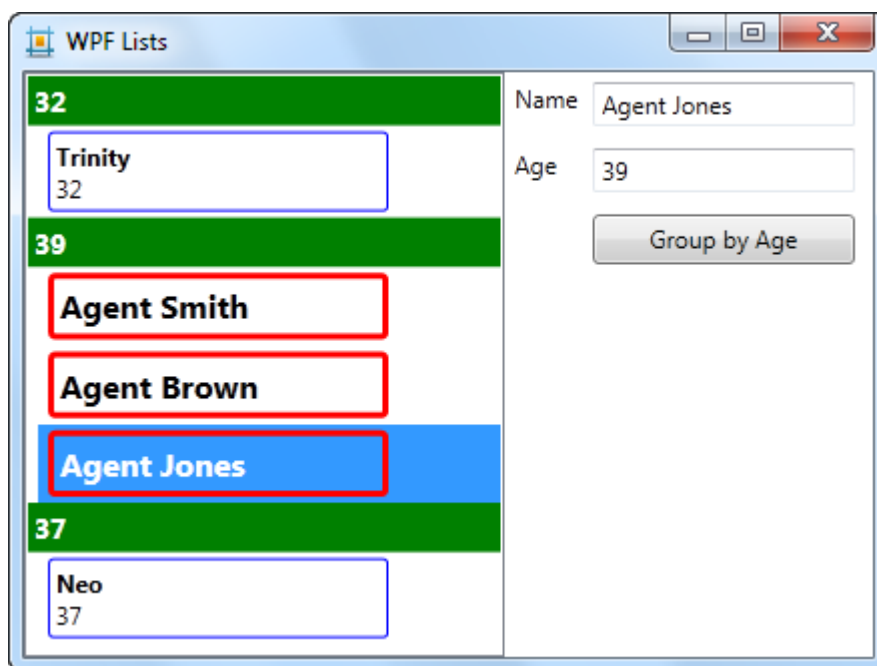 WPF Lists
32
Trinity
32
39
Agent Smith
Agent Brown
Agent Jones
37
Neo
37
Name Agent Jones
Age 39
Group by Age